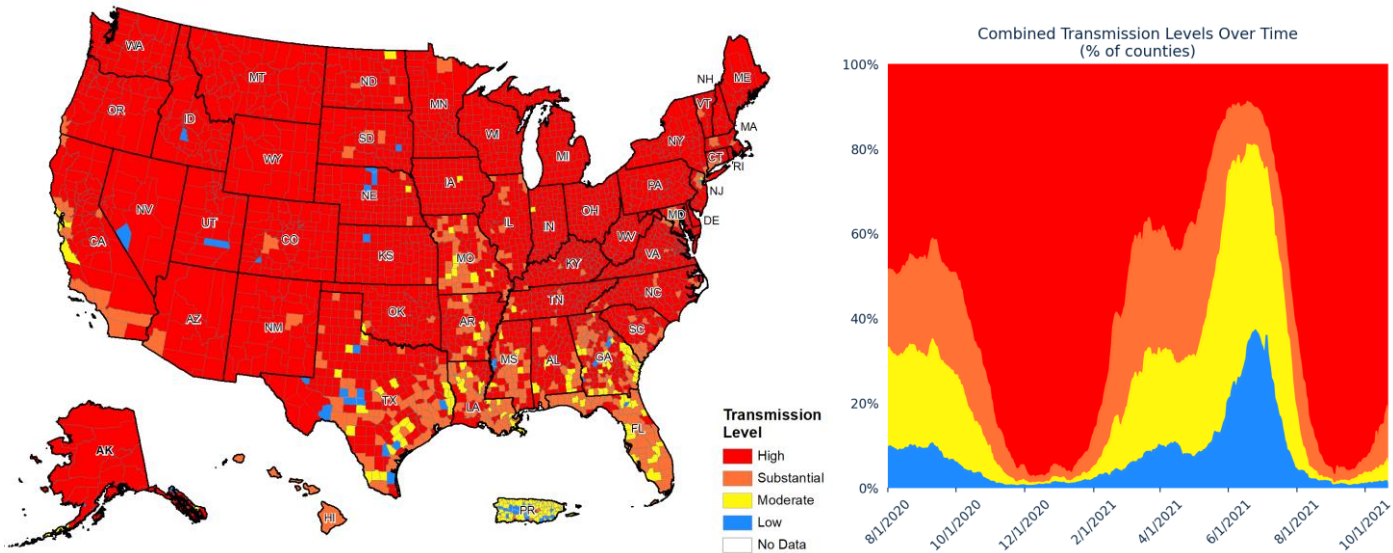 WA
MT
ND
MN
ME
NH
VT
OR
ID
SD
WI
MI
NY
MA
WY
CT
RI
IA
NE
PA
NJ
NV
UT
CO
IL
IN
OH
MD
DE
CA
KS
MO
WV
VA
KY
AZ
NM
OK
AR
TN
NC
SC
MS
AL
GA
TX
LA
FL
AK
HI
PR
Transmission
Level
High
Substantial
Moderate
Low
No Data
Combined Transmission Levels Over Time
(% of counties)
100%
80%
60%
40%
20%
0%
8/1/2020
10/1/2021
12/1/2021
2/1/2021
4/1/2021
6/1/2021
8/1/2021
10/1/2021